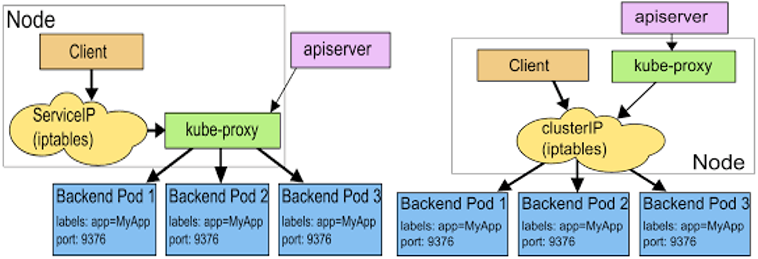 Node
Client
apiserver
ServiceIP
(iptables)
kube-proxy
Backend Pod 1
labels: app=MyApp
port: 9376
Backend Pod 2
labels: app=MyApp
port: 9376
Backend Pod 3
labels: app=MyApp
port: 9376
apiserver
Client
kube-proxy
clusterIP
(iptables)
Node
Backend Pod 1
labels: app=MyApp
port: 9376
Backend Pod 2
labels: app=MyApp
port: 9376
Backend Pod 3
labels: app=MyApp
port: 9376